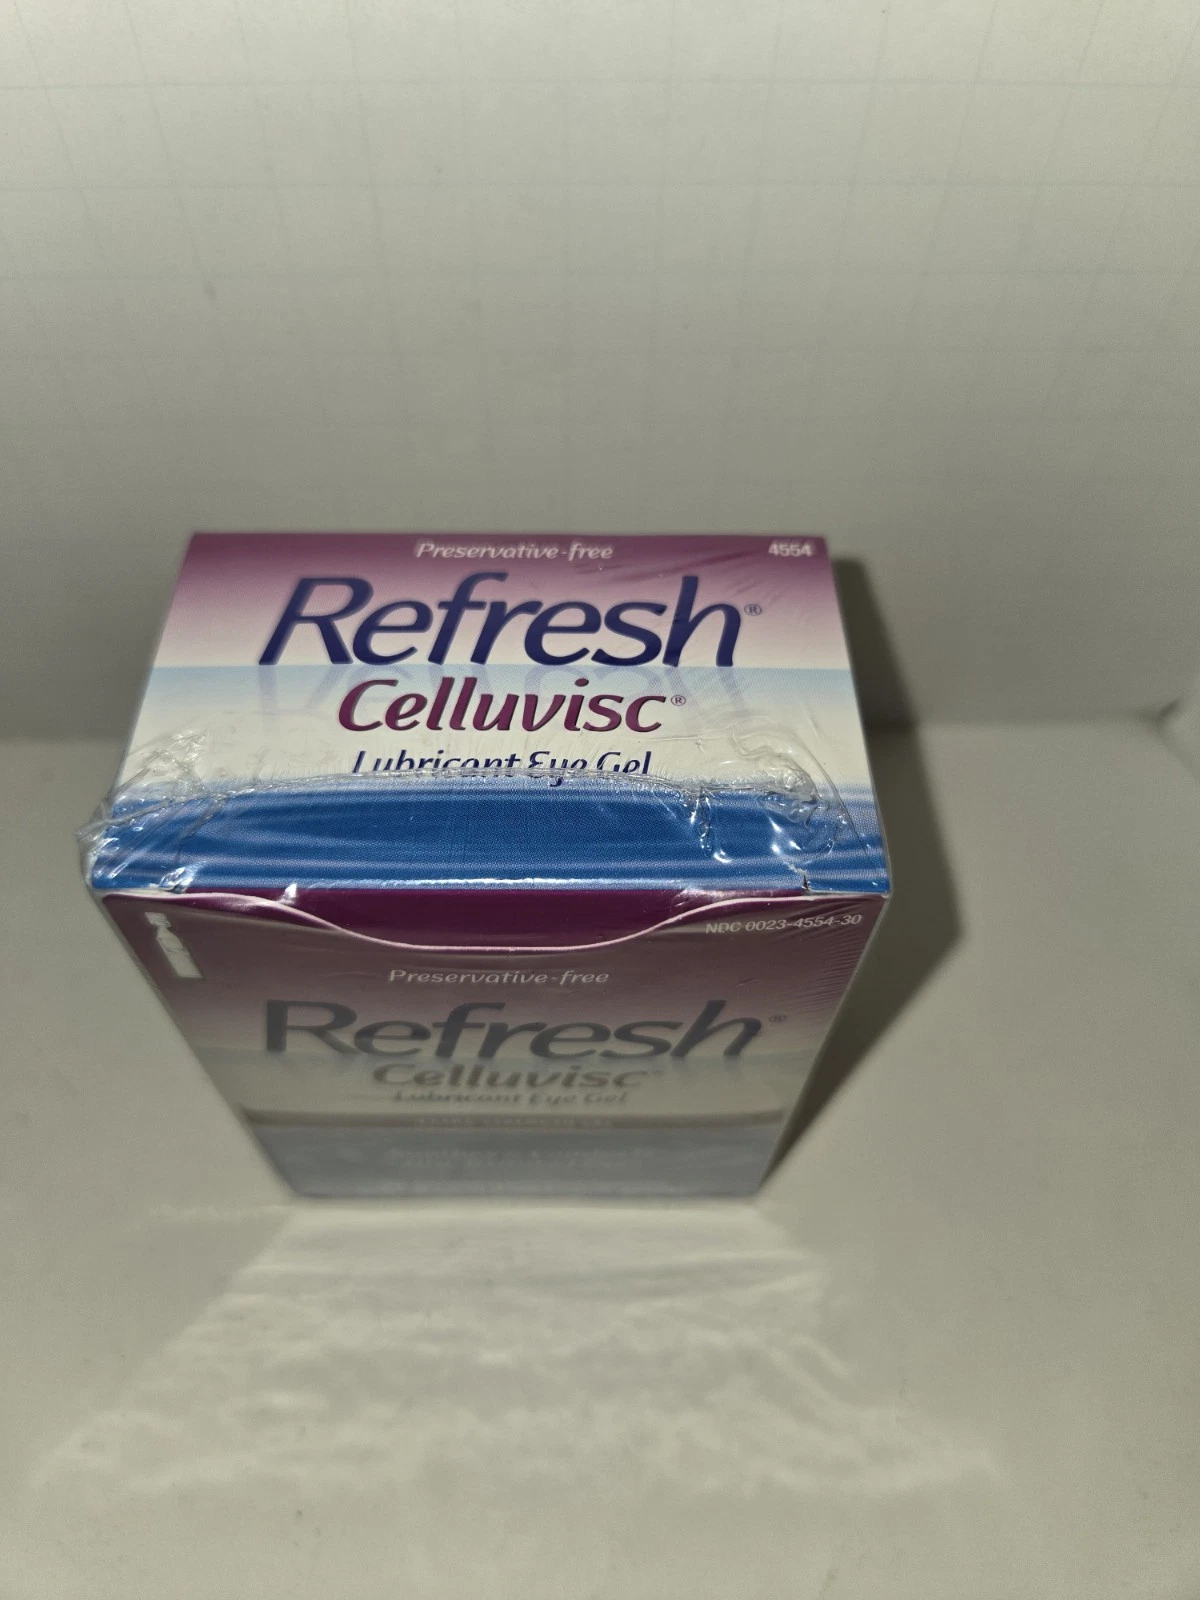 Preservative-free
4554
Refresh®
Celluvisc®
Lubricant Eye Gel
NDC 0023-4554-30
Preservative-free
Refresh®
Celluvisc®
Lubricant Eye Gel